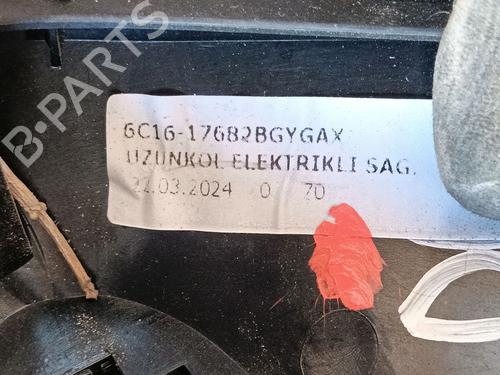 6C16-17682BGYGAX
UZUNKOL ELEKTRIKLI SAG.
22.03.2024 0 70
B-PARTS